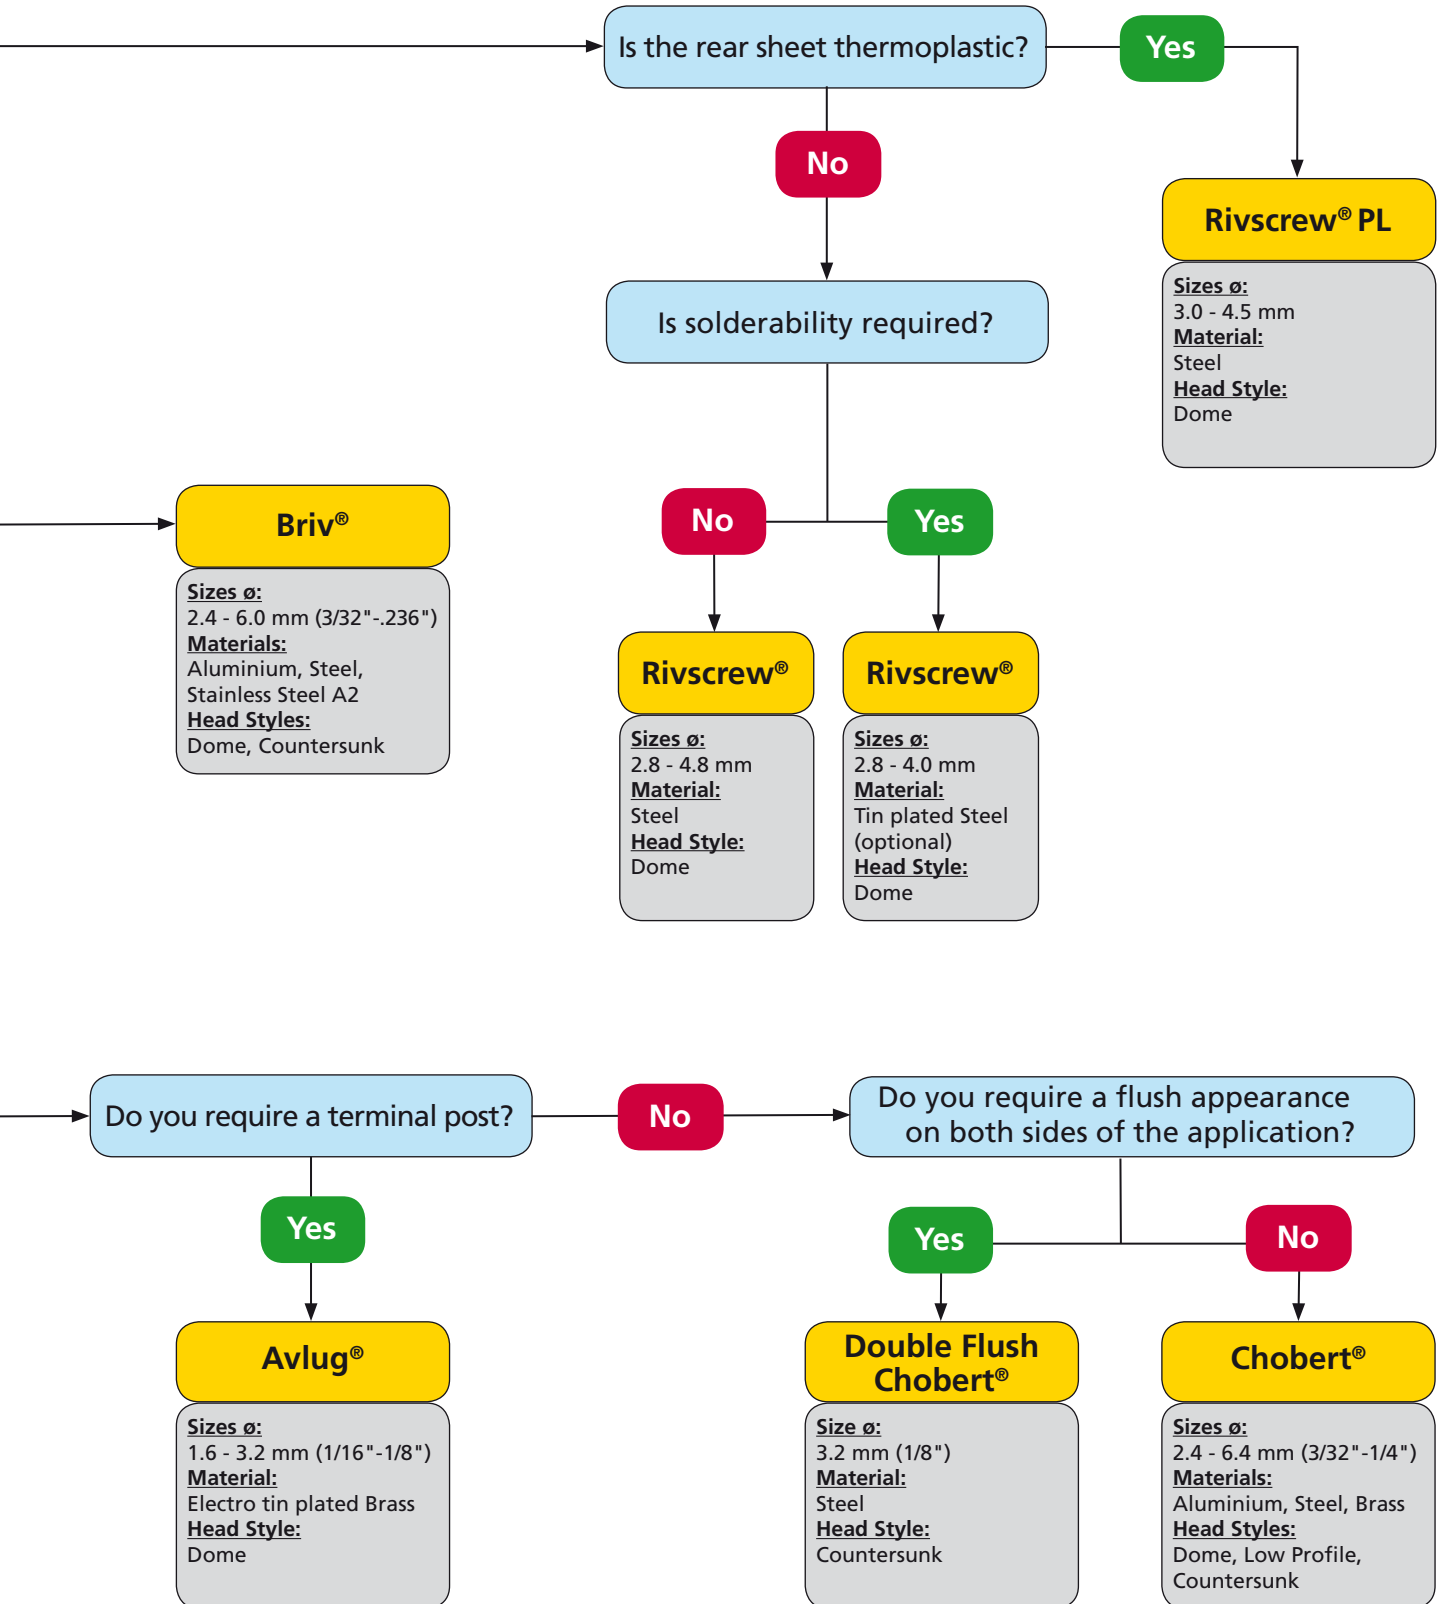 Is the rear sheet thermoplastic?
Yes
No
Rivscrew® PL
Sizes ø:
3.0 - 4.5 mm
Material:
Steel
Head Style:
Dome
Is solderability required?
No
Yes
Briv®
Sizes ø:
2.4 - 6.0 mm (3/32"-.236")
Materials:
Aluminium, Steel,
Stainless Steel A2
Head Styles:
Dome, Countersunk
Rivscrew®
Sizes ø:
2.8 - 4.8 mm
Material:
Steel
Head Style:
Dome
Rivscrew®
Sizes ø:
2.8 - 4.0 mm
Material:
Tin plated Steel
(optional)
Head Style:
Dome
Do you require a terminal post?
No
Do you require a flush appearance
on both sides of the application?
Yes
Yes
No
Avlug®
Sizes ø:
1.6 - 3.2 mm (1/16"-1/8")
Material:
Electro tin plated Brass
Head Style:
Dome
Double Flush
Chobert®
Size ø:
3.2 mm (1/8")
Material:
Steel
Head Style:
Countersunk
Chobert®
Sizes ø:
2.4 - 6.4 mm (3/32"-1/4")
Materials:
Aluminium, Steel, Brass
Head Styles:
Dome, Low Profile,
Countersunk